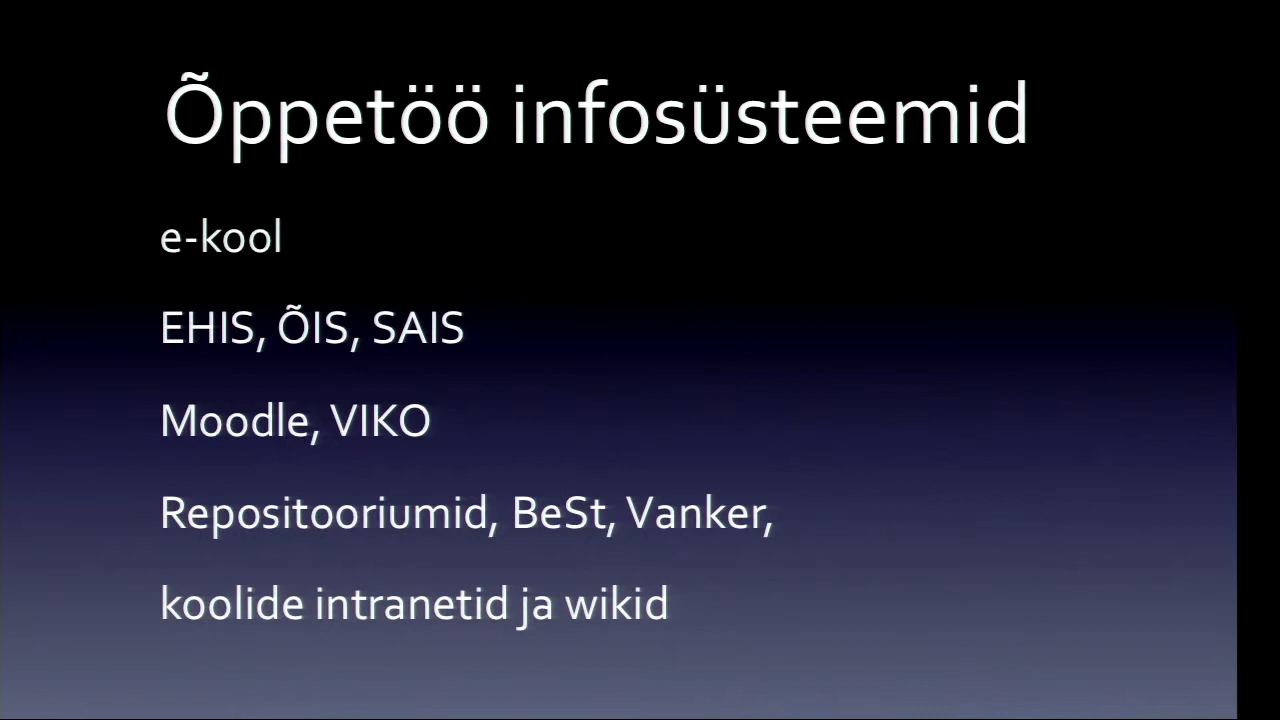 Õppetöö infosüsteemid
e-kool
EHIS, ÕIS, SAIS
Moodle, VIKO
Repositooriumid, BeSt, Vanker,
koolide intranetid ja wikid